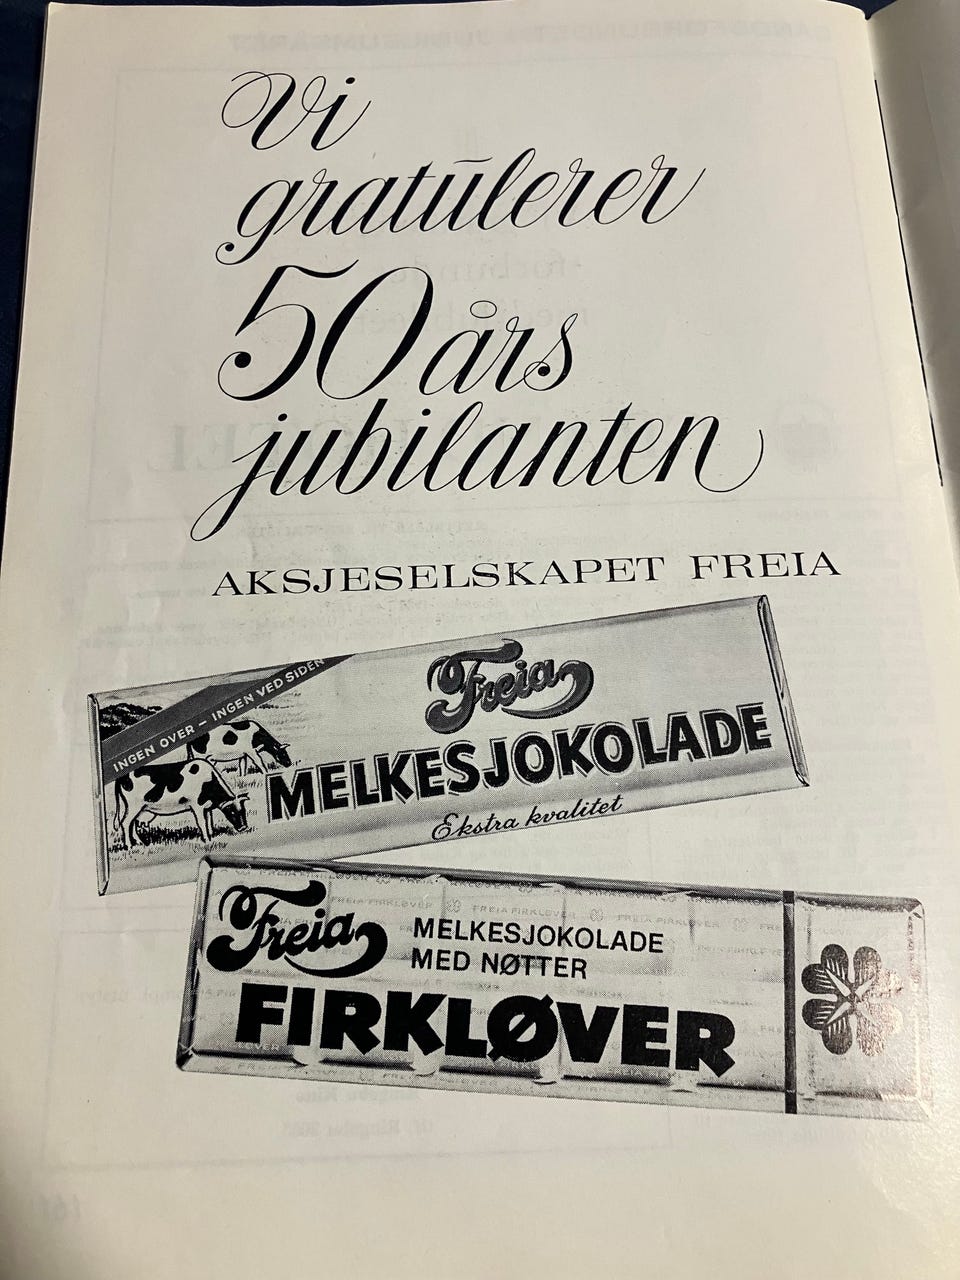 Vi
gratulerer
50 års
jubilanten
AKSJESELSKAPET FREIA
INGEN OVER – INGEN VED SIDEN
Freia
MELKESJOKOLADE
Ekstra kvalitet
Freia
MELKESJOKOLADE
MED NØTTER
FIRKLØVER